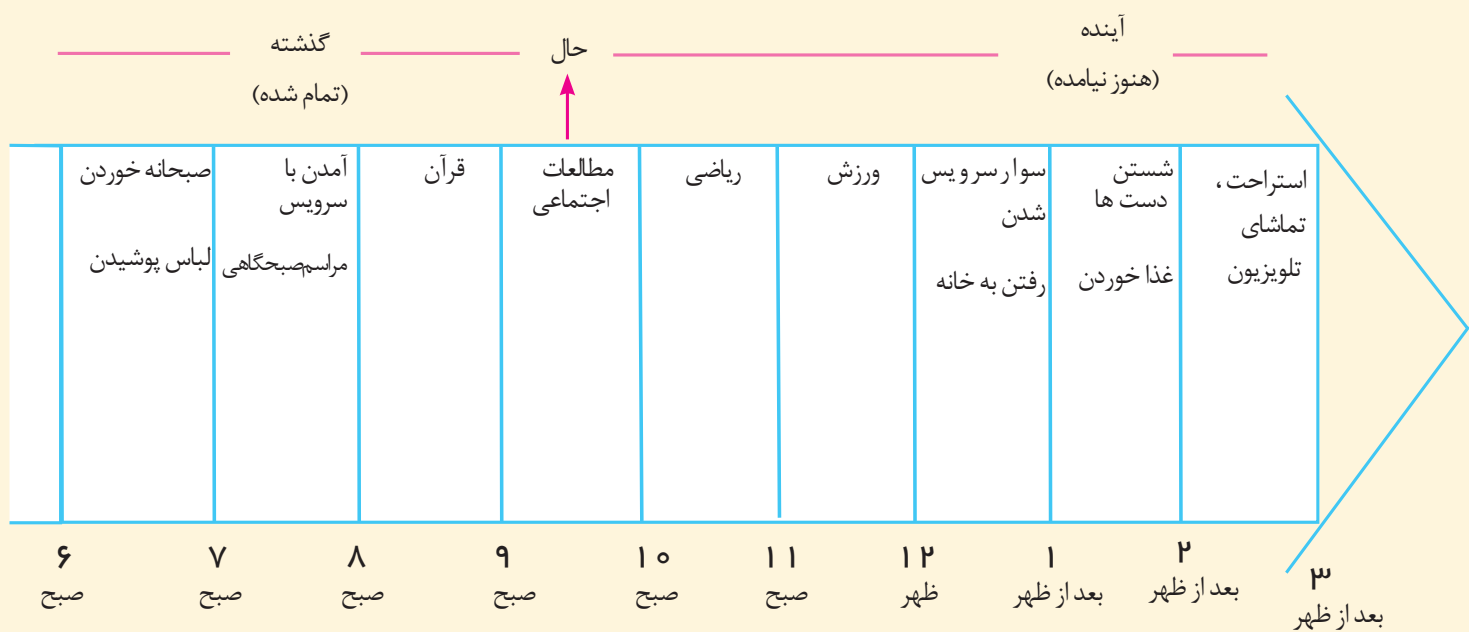 گذشته
(تمام شده)
حال
آینده
(هنوز نیامده)
صبحانه خوردن
لباس پوشیدن
آمدن با
سرویس
مراسم صبحگاهی
قرآن
مطالعات
اجتماعی
ریاضی
ورزش
سوار سرویس
شدن
رفتن به خانه
شستن
دست ها
غذا خوردن
استراحت ،
تماشای
تلویزیون
۶
صبح
۷
صبح
۸
صبح
۹
صبح
۱۰
صبح
۱۱
صبح
۱۲
ظهر
۱
بعد از ظهر
۲
بعد از ظهر
۳
بعد از ظهر